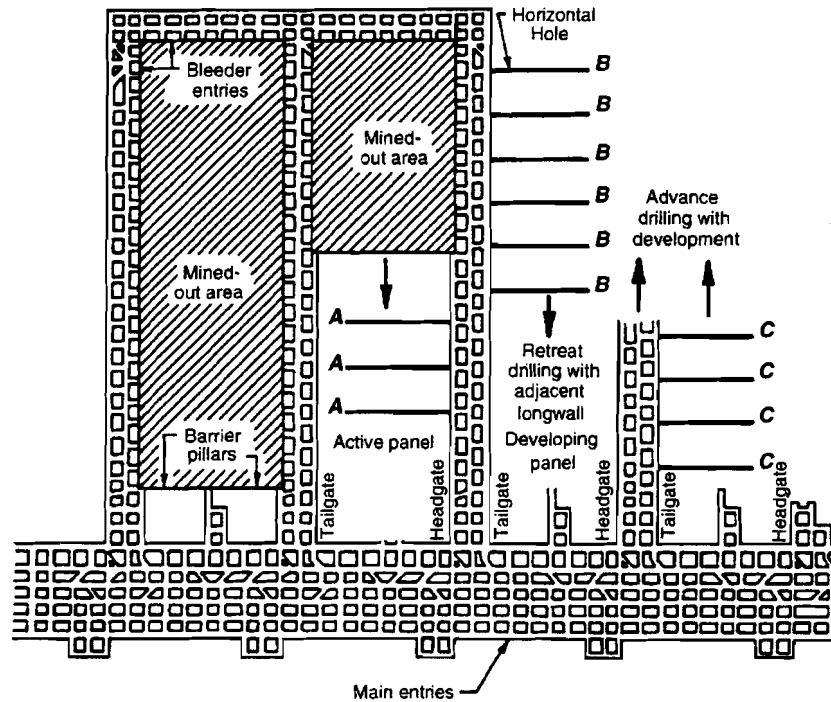 Horizontal
Hole
Bleeder
entries
B
B
B
B
B
B
Mined-
out area
Mined-
out area
Advance
drilling with
development
A
A
A
Active panel
Retreat
drilling with
adjacent
longwall
Developing
panel
C
C
C
C
Barrier
pillars
Tailgate
Headgate
Tailgate
Headgate
Tailgate
Headgate
Main entries